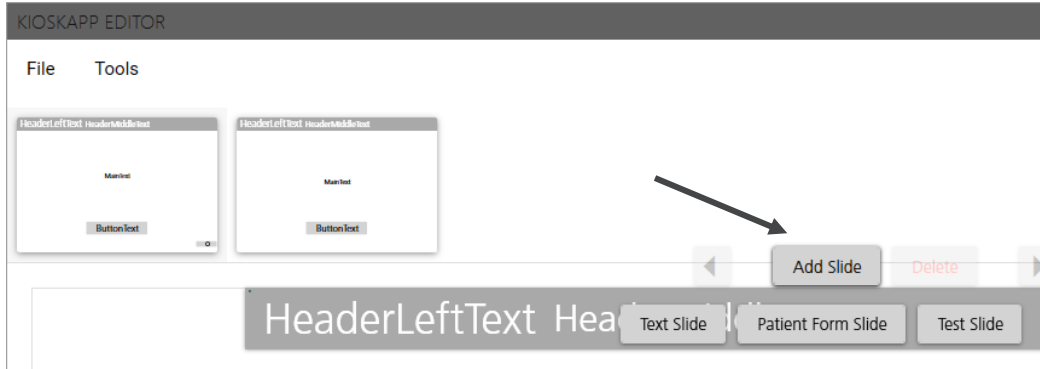 KIOSKAPP EDITOR
File Tools
HeaderLeftText HeaderMiddleText HeaderLeftText HeaderMiddleText
MainText MainText
ButtonText ButtonText
Add Slide Delete
HeaderLeftText
Text Slide Patient Form Slide Test Slide